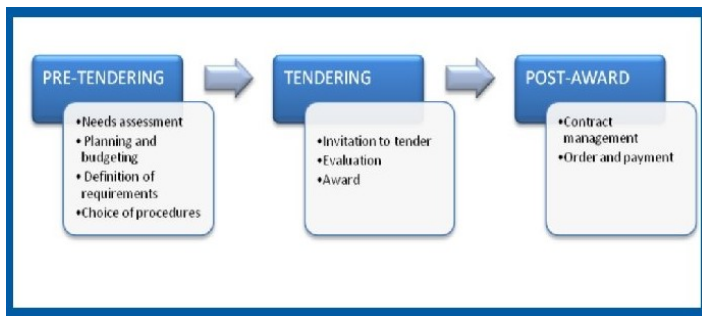 PRE-TENDERING
•Needs assessment
• Planning and
budgeting
• Definition of
requirements
•Choice of procedures
TENDERING
•Invitation to tender
•Evaluation
•Award
POST-AWARD
•Contract
management
•Order and payment